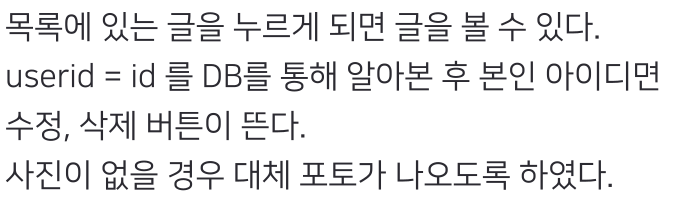 목록에 있는 글을 누르게 되면 글을 볼 수 있다.
userid = id 를 DB를 통해 알아본 후 본인 아이디면
수정, 삭제 버튼이 뜬다.
사진이 없을 경우 대체 포토가 나오도록 하였다.